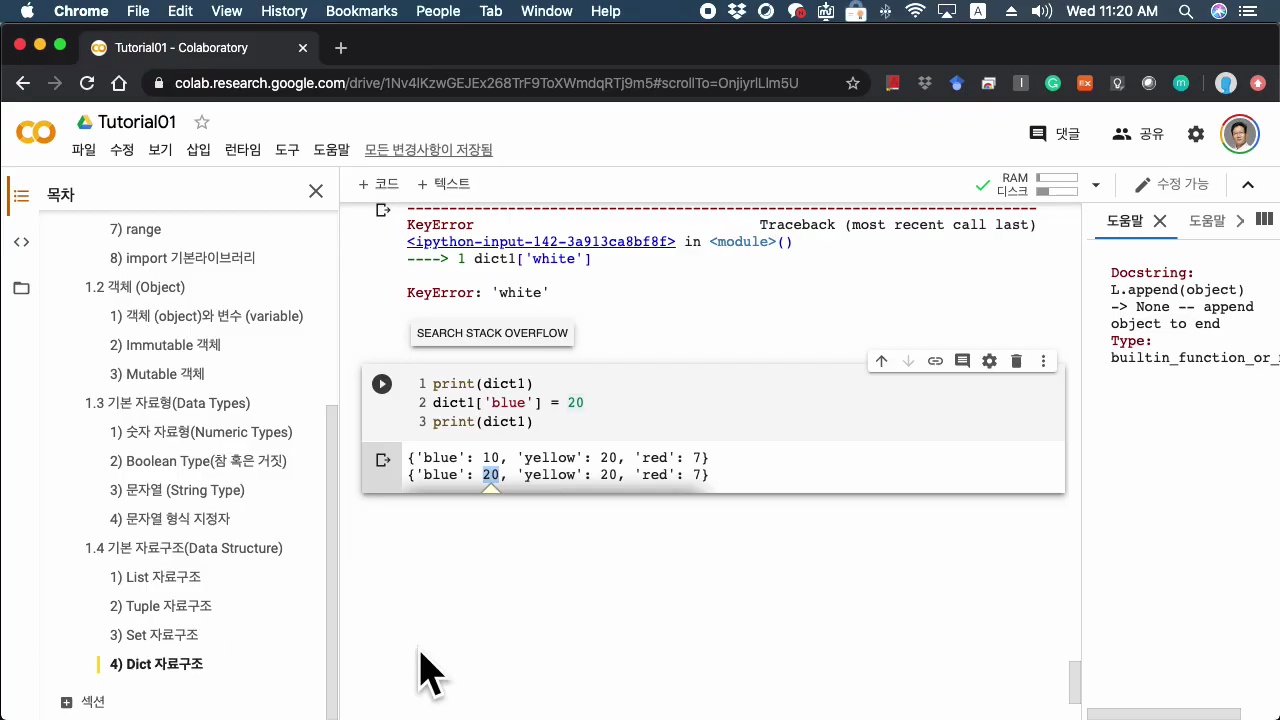 Chrome File Edit View History Bookmarks People Tab Window Help Wed 11:20 AM
Tutorial01 - Colaboratory
colab.research.google.com/drive/1Nv4lKzwGEJEx268TrF9ToXWmdqRTj9m5#scrollTo=OnjiyrlLlm5U
Tutorial01
파일 수정 보기 삽입 런타임 도구 도움말 모든 변경사항이 저장됨
댓글 공유
목차
+ 코드 + 텍스트
RAM
디스크
수정 가능
7) range
8) import 기본라이브러리
1.2 객체 (Object)
1) 객체 (object)와 변수 (variable)
2) Immutable 객체
3) Mutable 객체
1.3 기본 자료형(Data Types)
1) 숫자 자료형(Numeric Types)
2) Boolean Type(참 혹은 거짓)
3) 문자열 (String Type)
4) 문자열 형식 지정자
1.4 기본 자료구조(Data Structure)
1) List 자료구조
2) Tuple 자료구조
3) Set 자료구조
4) Dict 자료구조
섹션
---------------------------------------------------------------------------
KeyError Traceback (most recent call last)
<ipython-input-142-3a913ca8bf8f> in <module>()
----> 1 dict1['white']
KeyError: 'white'
SEARCH STACK OVERFLOW
1 print(dict1)
2 dict1['blue'] = 20
3 print(dict1)
{'blue': 10, 'yellow': 20, 'red': 7}
{'blue': 20, 'yellow': 20, 'red': 7}
도움말 도움말
Docstring:
L.append(object)
-> None -- append
object to end
Type:
builtin_function_or_